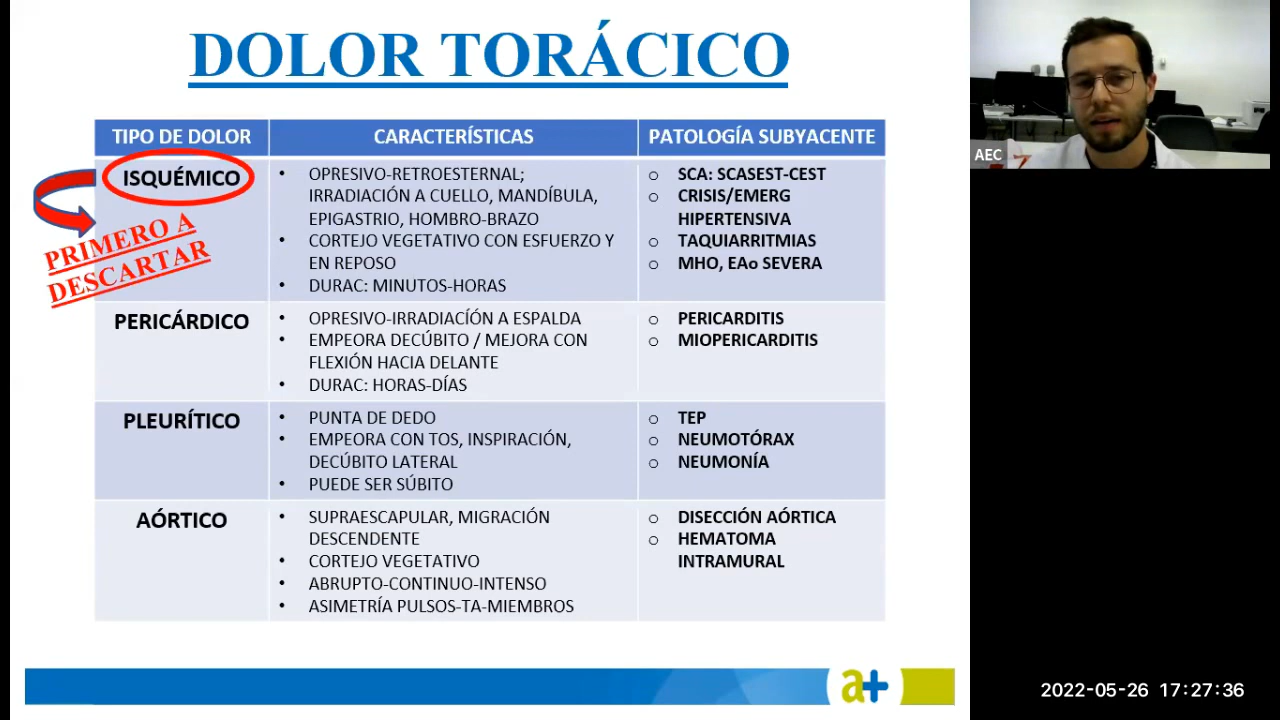 DOLOR TORÁCICO
TIPO DE DOLOR
CARACTERÍSTICAS
PATOLOGÍA SUBYACENTE
ISQUÉMICO
PRIMERO A
DESCARTAR
• OPRESIVO-RETROESTERNAL;
IRRADIACIÓN A CUELLO, MANDÍBULA,
EPIGASTRIO, HOMBRO-BRAZO
• CORTEJO VEGETATIVO CON ESFUERZO Y
EN REPOSO
• DURAC: MINUTOS-HORAS
o SCA: SCASEST-CEST
o CRISIS/EMERG
HIPERTENSIVA
o TAQUIARRITMIAS
o MHO, EAo SEVERA
PERICÁRDICO
• OPRESIVO-IRRADIACÍÓN A ESPALDA
• EMPEORA DECÚBITO / MEJORA CON
FLEXIÓN HACIA DELANTE
• DURAC: HORAS-DÍAS
o PERICARDITIS
o MIOPERICARDITIS
PLEURÍTICO
• PUNTA DE DEDO
• EMPEORA CON TOS, INSPIRACIÓN,
DECÚBITO LATERAL
• PUEDE SER SÚBITO
o TEP
o NEUMOTÓRAX
o NEUMONÍA
AÓRTICO
• SUPRAESCAPULAR, MIGRACIÓN
DESCENDENTE
• CORTEJO VEGETATIVO
• ABRUPTO-CONTINUO-INTENSO
• ASIMETRÍA PULSOS-TA-MIEMBROS
o DISECCIÓN AÓRTICA
o HEMATOMA
INTRAMURAL
a+
AEC
2022-05-26 17:27:36